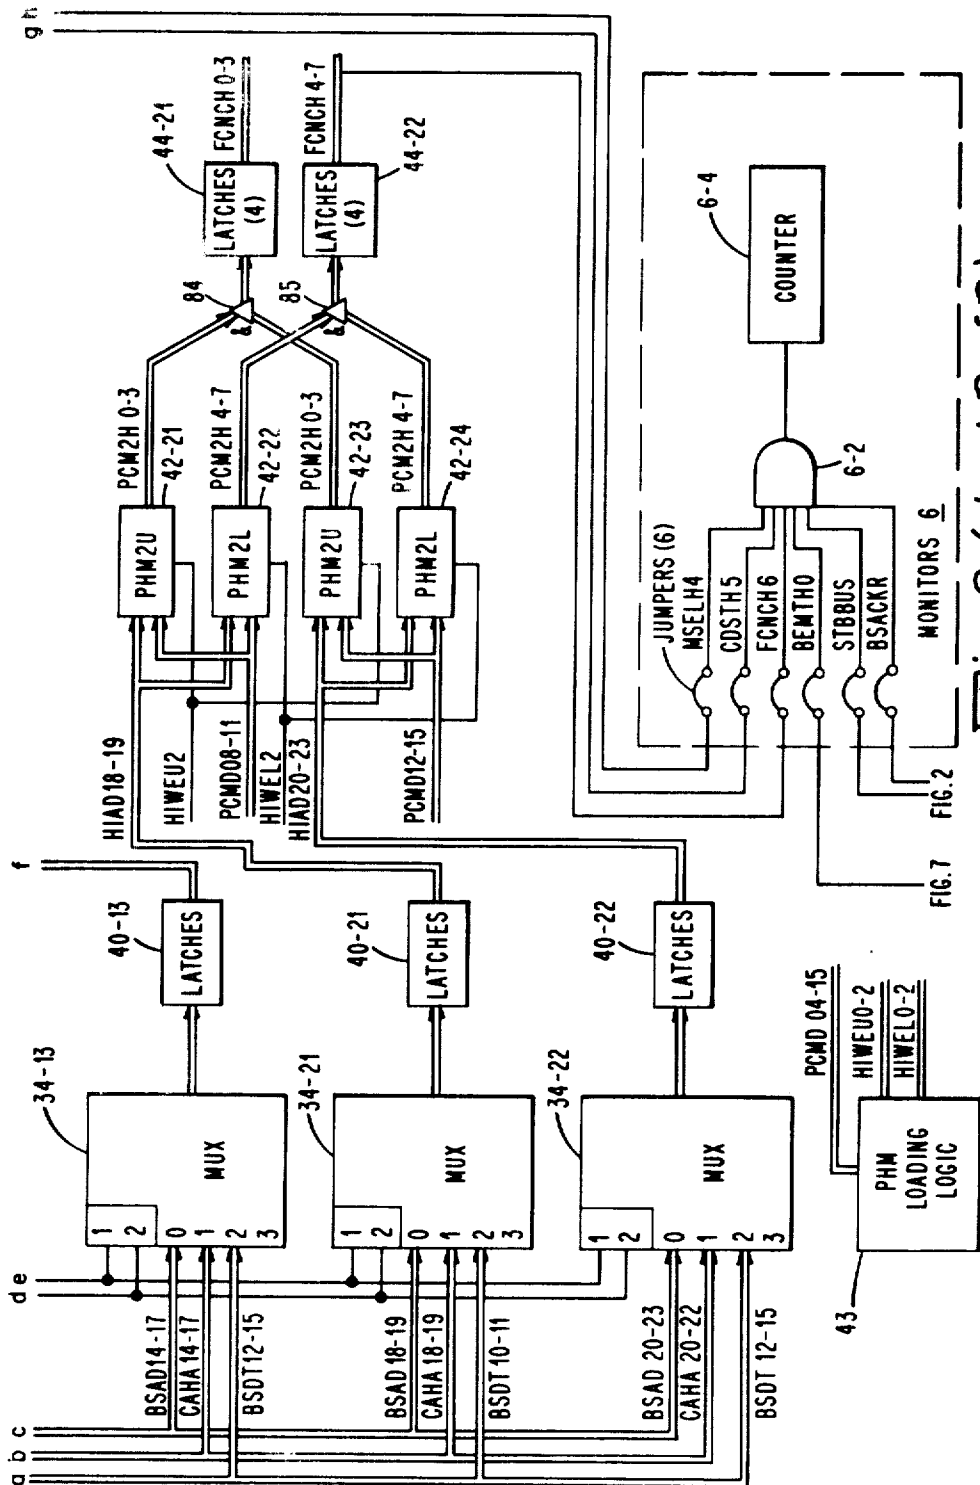 a
b
c
d
e
f
g
h
34-13
MUX
1
2
0
1
2
3
BSAD14-17
CAHA14-17
BSDT12-15
40-13
LATCHES
34-21
MUX
1
2
0
1
2
3
BSAD18-19
CAHA18-19
BSDT10-11
40-21
LATCHES
34-22
MUX
1
2
0
1
2
3
BSAD 20-23
CAHA 20-22
BSDT 12-15
40-22
LATCHES
43
PHM
LOADING
LOGIC
PCMD 04-15
HIWEU0-2
HIWEL0-2
HIAD18-19
HIWEU2
PCMD08-11
HIWEL2
HIAD20-23
PCMD12-15
PHM2U
42-21
PCM2H 0-3
PHM2L
42-22
PCM2H 4-7
PHM2U
42-23
PCM2H 0-3
PHM2L
42-24
PCM2H 4-7
84
85
LATCHES
(4)
44-21
FCNCH 0-3
LATCHES
(4)
44-22
FCNCH 4-7
JUMPERS (6)
MSELH4
CDSTH5
FCNCH6
BEMTH0
STBBUS
BSACKR
6-2
COUNTER
6-4
MONITORS 6
FIG. 7
FIG. 2